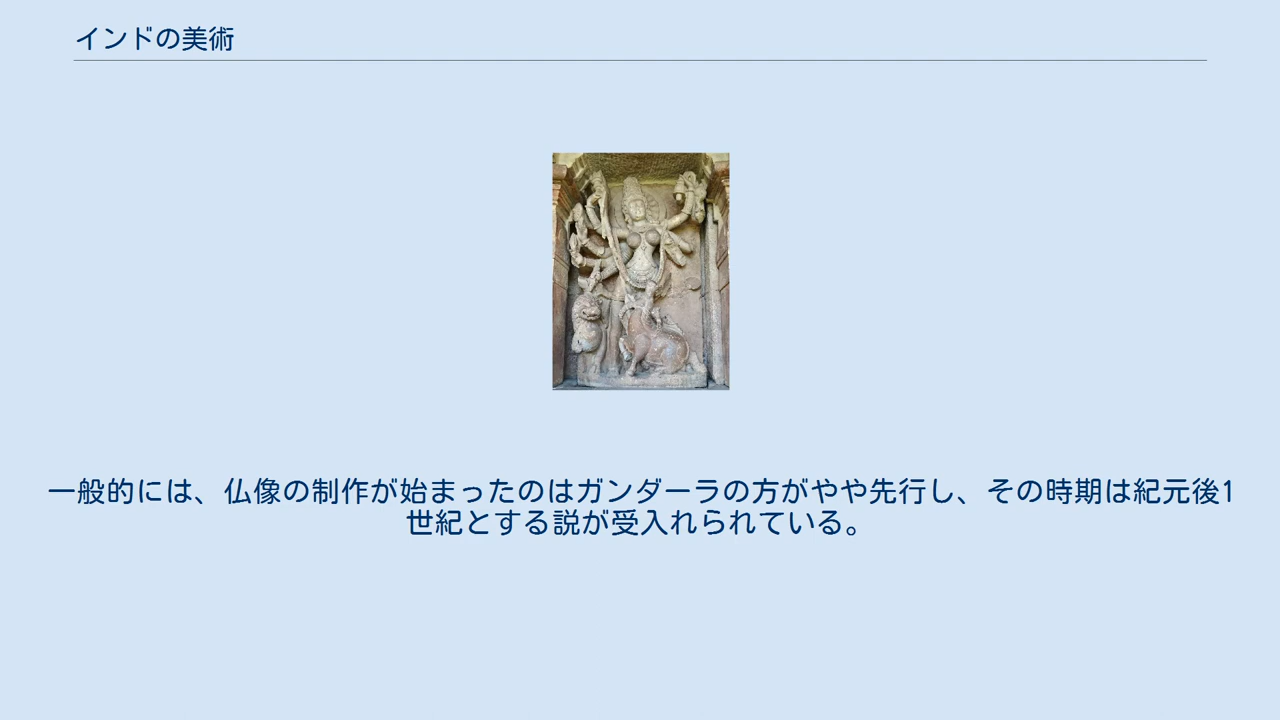 インドの美術
一般的には、仏像の制作が始まったのはガンダーラの方がやや先行し、その時期は紀元後1
世紀とする説が受入れられている。